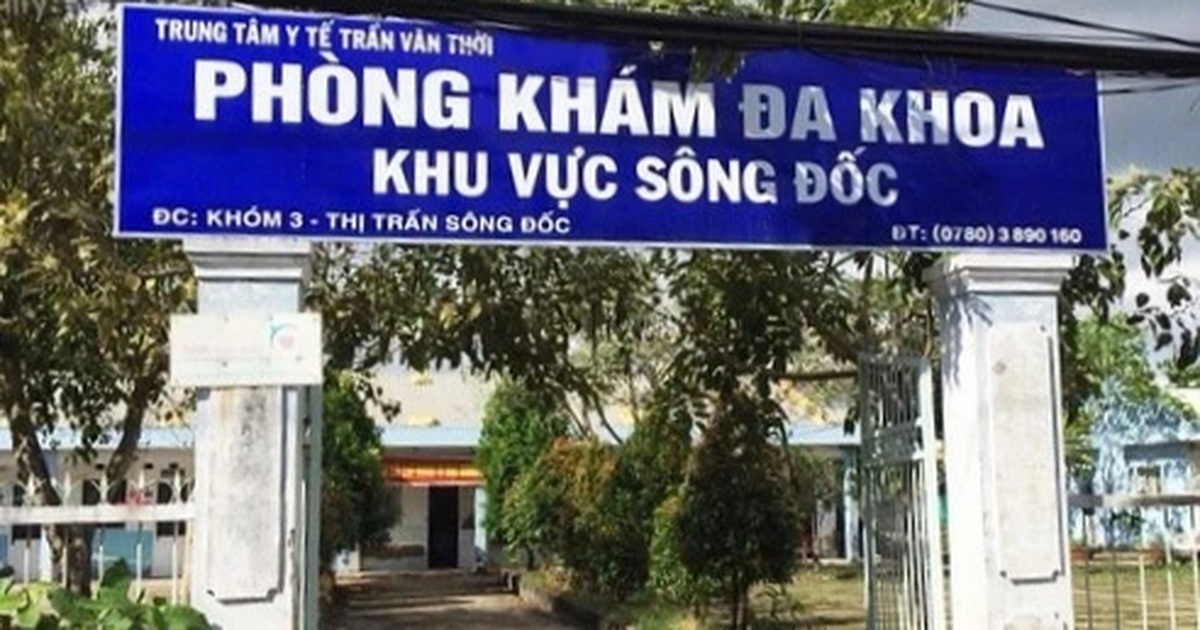 TRUNG TÂM Y TẾ TRẦN VĂN THỜI
PHÒNG KHÁM ĐA KHOA
KHU VỰC SÔNG ĐỐC
ĐC: KHÓM 3 - THỊ TRẤN SÔNG ĐỐC
ĐT: (0780) 3 890 160